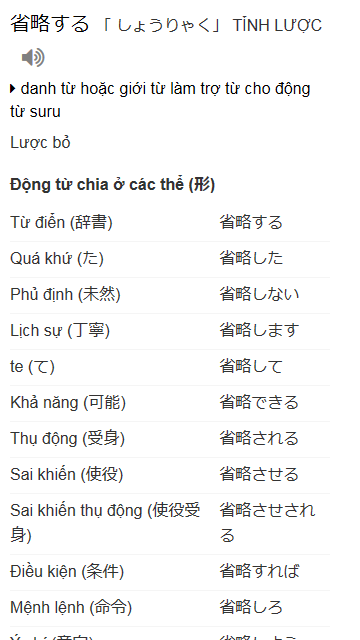 省略する 「 しょうりゃく」 TỈNH LƯỢC
danh từ hoặc giới từ làm trợ từ cho động
từ suru
Lược bỏ
Động từ chia ở các thể (形)
Từ điển (辞書) 省略する
Quá khứ (た) 省略した
Phủ định (未然) 省略しない
Lịch sự (丁寧) 省略します
te (て) 省略して
Khả năng (可能) 省略できる
Thụ động (受身) 省略される
Sai khiến (使役) 省略させる
Sai khiến thụ động (使役受 省略させされ
身) る
Điều kiện (条件) 省略すれば
Mệnh lệnh (命令) 省略しろ